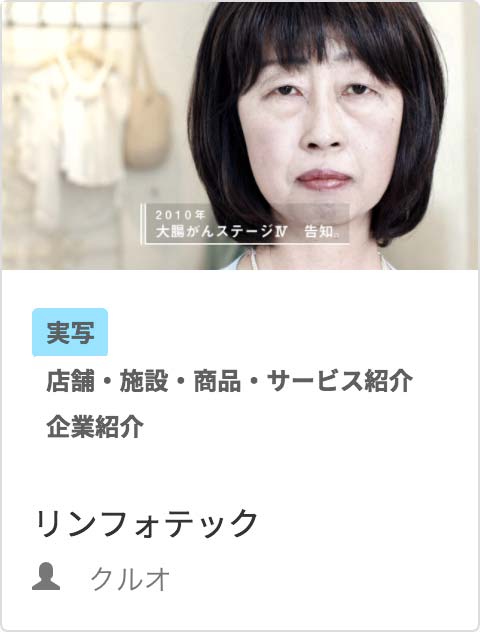 2010年
大腸がんステージⅣ 告知。
実写
店舗・施設・商品・サービス紹介
企業紹介
リンフォテック
クルオ